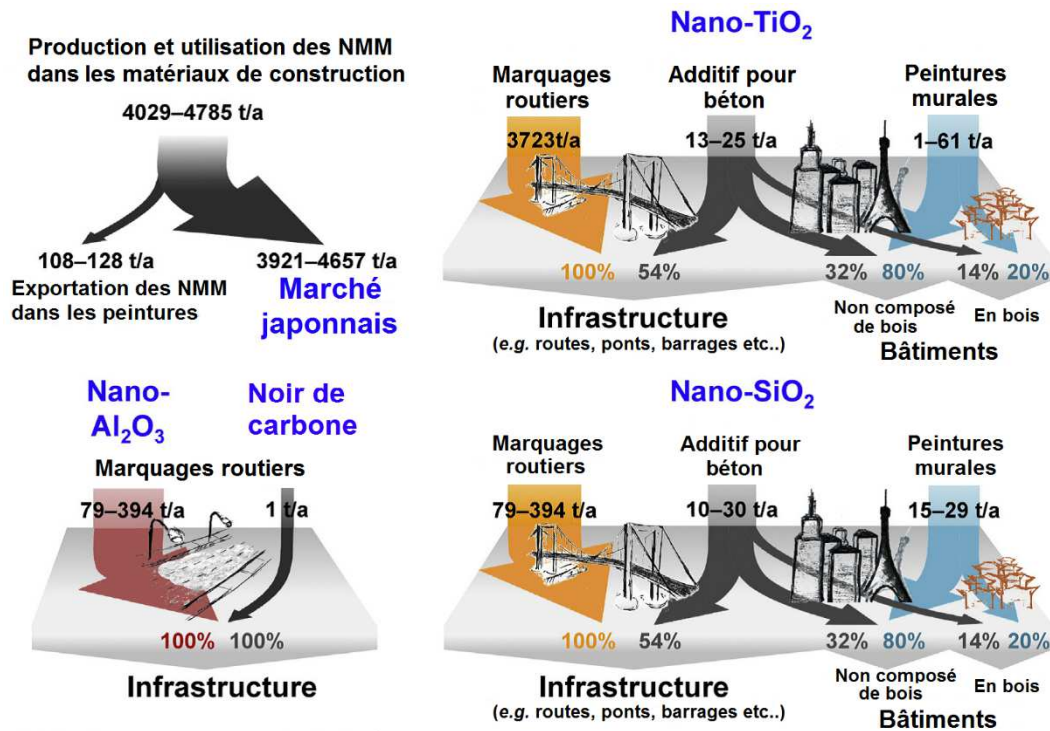 Production et utilisation des NMM
dans les matériaux de construction
4029–4785 t/a
108–128 t/a
3921–4657 t/a
Exportation des NMM
dans les peintures
Marché
japonnais
Nano-TiO₂
Marquages
routiers
Additif pour
béton
Peintures
murales
3723t/a
13–25 t/a
1–61 t/a
100%
54%
32%
80%
14%
20%
Infrastructure
(e.g. routes, ponts, barrages etc..)
Non composé
de bois
En bois
Bâtiments
Nano-
Al₂O₃
Noir de
carbone
Marquages routiers
79–394 t/a
1 t/a
100%
100%
Infrastructure
Nano-SiO₂
Marquages
routiers
Additif pour
béton
Peintures
murales
79–394 t/a
10–30 t/a
15–29 t/a
100%
54%
32%
80%
14%
20%
Infrastructure
(e.g. routes, ponts, barrages etc..)
Non composé
de bois
En bois
Bâtiments